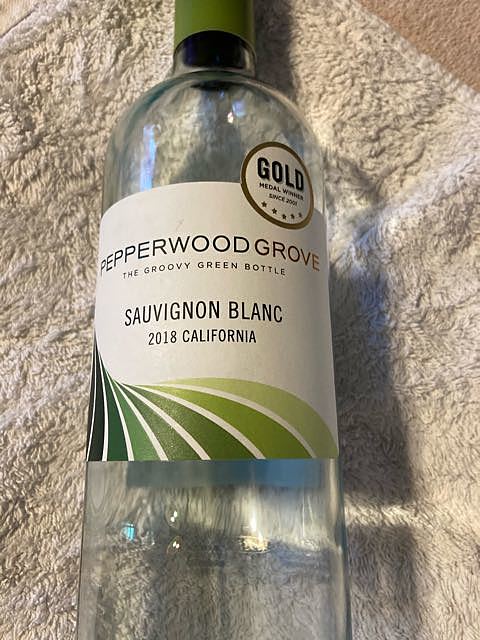 GOLD
MEDAL WINNER
SINCE 2001
PEPPERWOOD GROVE
THE GROOVY GREEN BOTTLE
SAUVIGNON BLANC
2018 CALIFORNIA